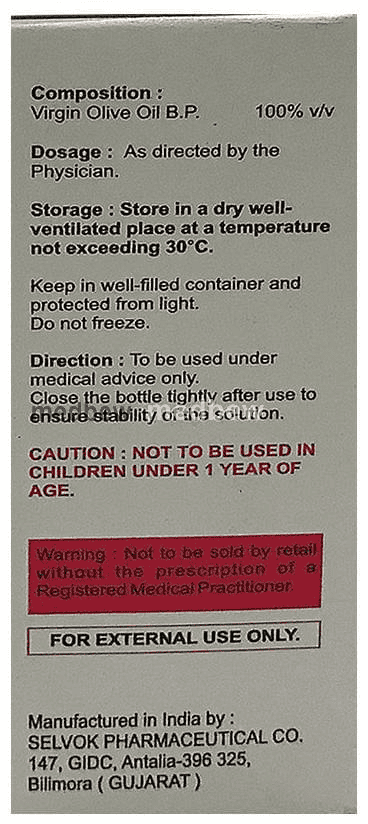 Composition :
Virgin Olive Oil B.P. 100% v/v
Dosage : As directed by the
Physician.
Storage : Store in a dry well-
ventilated place at a temperature
not exceeding 30°C.
Keep in well-filled container and
protected from light.
Do not freeze.
Direction : To be used under
medical advice only.
Close the bottle tightly after use to
ensure stability of the solution.
CAUTION : NOT TO BE USED IN
CHILDREN UNDER 1 YEAR OF
AGE.
Warning : Not to be sold by retail
without the prescription of a
Registered Medical Practitioner.
FOR EXTERNAL USE ONLY.
Manufactured in India by :
SELVOK PHARMACEUTICAL CO.
147, GIDC, Antalia-396 325,
Bilimora ( GUJARAT )